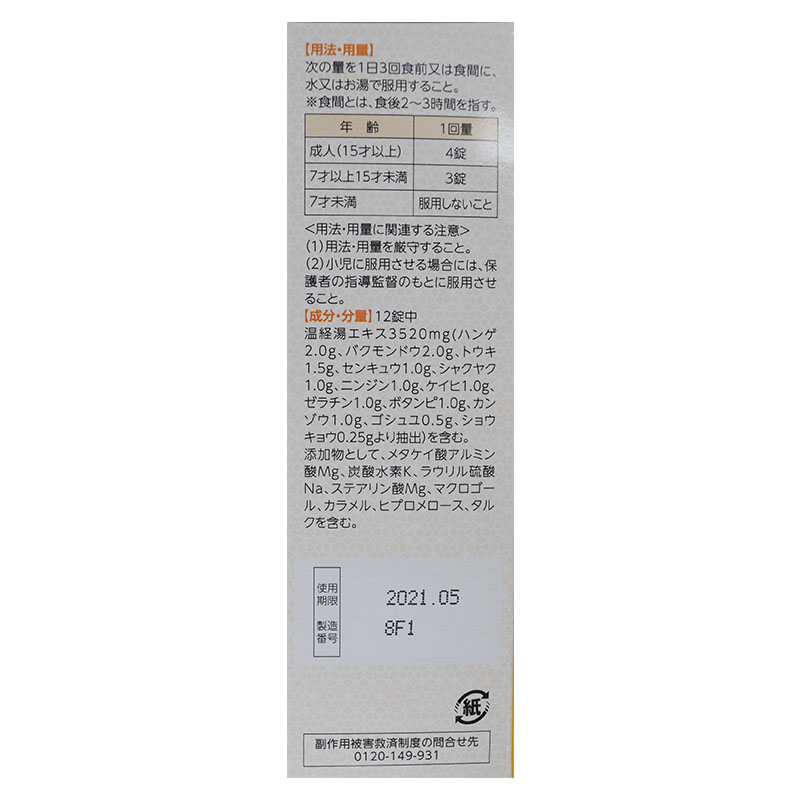 【用法・用量】
次の量を1日3回食前又は食間に、
水又はお湯で服用すること。
※食間とは、食後2〜3時間を指す。
年 齢 1回量
成人(15才以上) 4錠
7才以上15才未満 3錠
7才未満 服用しないこと
<用法・用量に関連する注意>
(1)用法・用量を厳守すること。
(2)小児に服用させる場合には、保
護者の指導監督のもとに服用させ
ること。
【成分・分量】12錠中
温経湯エキス3520mg(ハンゲ
2.0g、バクモンドウ2.0g、トウキ
1.5g、センキュウ1.0g、シャクヤク
1.0g、ニンジン1.0g、ケイヒ1.0g、
ゼラチン1.0g、ボタンピ1.0g、カン
ゾウ1.0g、ゴシュユ0.5g、ショウ
キョウ0.25gより抽出)を含む。
添加物として、メタケイ酸アルミン
酸Mg、炭酸水素K、ラウリル硫酸
Na、ステアリン酸Mg、マクロゴー
ル、カラメル、ヒプロメロース、タル
クを含む。
使用
期限
2021.05
製造
番号
8F1
紙
副作用被害救済制度の問合せ先
0120-149-931